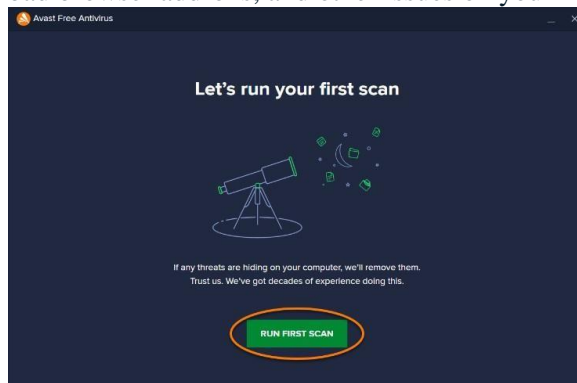 Avast Free Antivirus
Let's run your first scan
If any threats are hiding on your computer, we'll remove them.
Trust us. We've got decades of experience doing this.
RUN FIRST SCAN